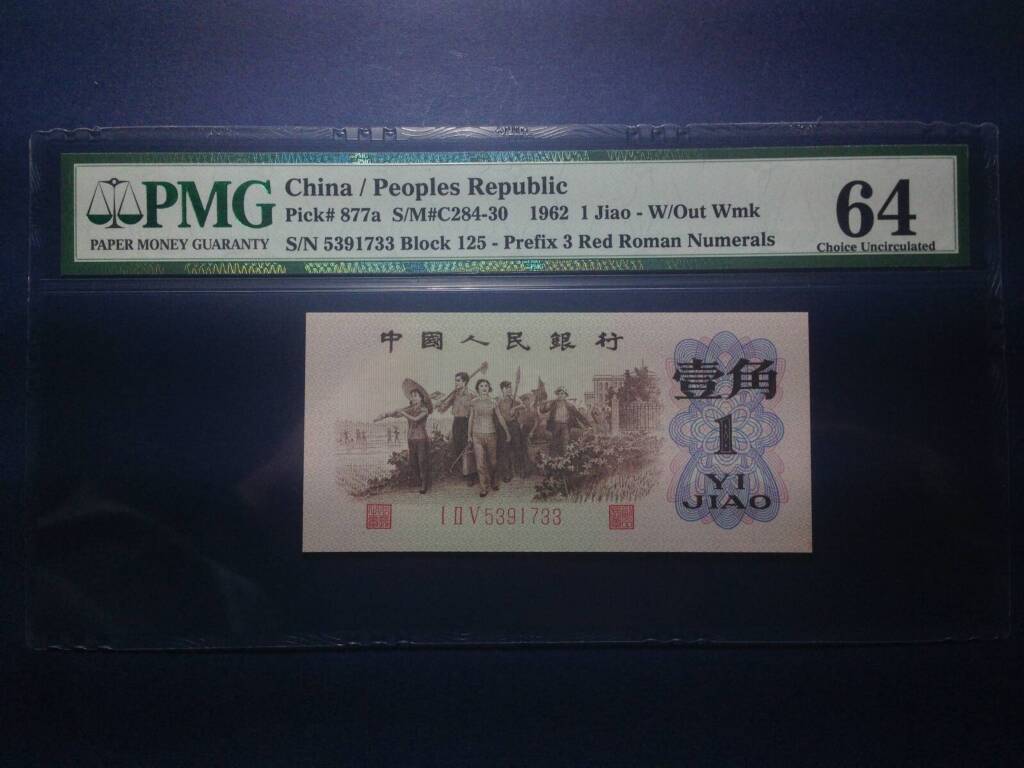 PMG
PAPER MONEY GUARANTY
China / Peoples Republic
Pick# 877a S/M#C284-30 1962 1 Jiao - W/Out Wmk
S/N 5391733 Block 125 - Prefix 3 Red Roman Numerals
64
Choice Uncirculated
中國人民銀行
壹角
1
YI
JIAO
I II V 5391733